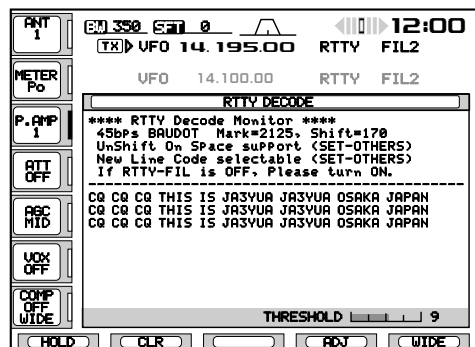 ANT
1
BW 350 SFT 0
12:00
TX VFO 14.195.00 RTTY FIL2
METER
Po
VFO 14.100.00 RTTY FIL2
RTTY DECODE
P.AMP
1
**** RTTY Decode Monitor ****
45bps BAUDOT Mark=2125, Shift=170
UnShift On Space support (SET-OTHERS)
New Line Code selectable (SET-OTHERS)
If RTTY-FIL is OFF, Please turn ON.
ATT
OFF
CQ CQ CQ THIS IS JA3YUA JA3YUA OSAKA JAPAN
CQ CQ CQ THIS IS JA3YUA JA3YUA OSAKA JAPAN
CQ CQ CQ THIS IS JA3YUA JA3YUA OSAKA JAPAN
AGC
MID
VOX
OFF
COMP
OFF
WIDE
THRESHOLD 9
HOLD CLR ADJ WIDE